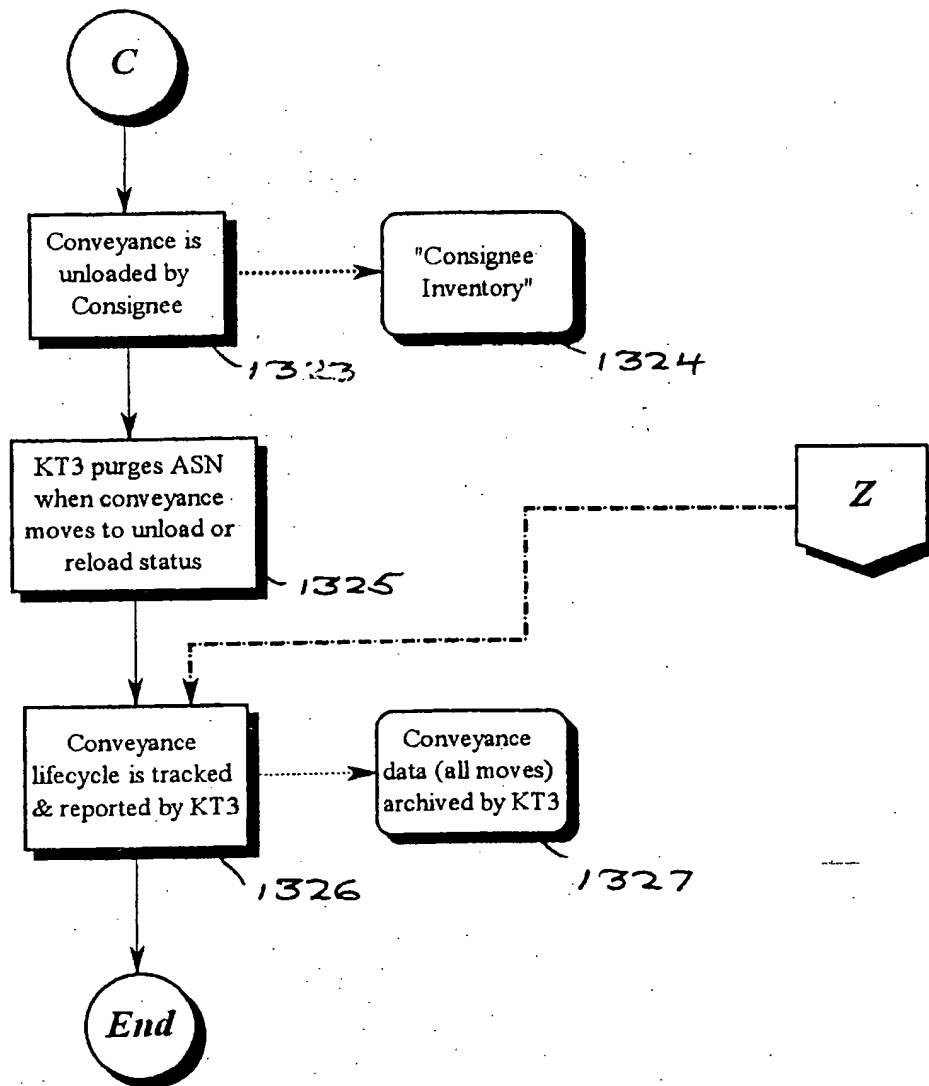 C
Conveyance is
unloaded by
Consignee
1323
"Consignee
Inventory"
1324
KT3 purges ASN
when conveyance
moves to unload or
reload status
1325
Z
Conveyance
lifecycle is tracked
& reported by KT3
1326
Conveyance
data (all moves)
archived by KT3
1327
End